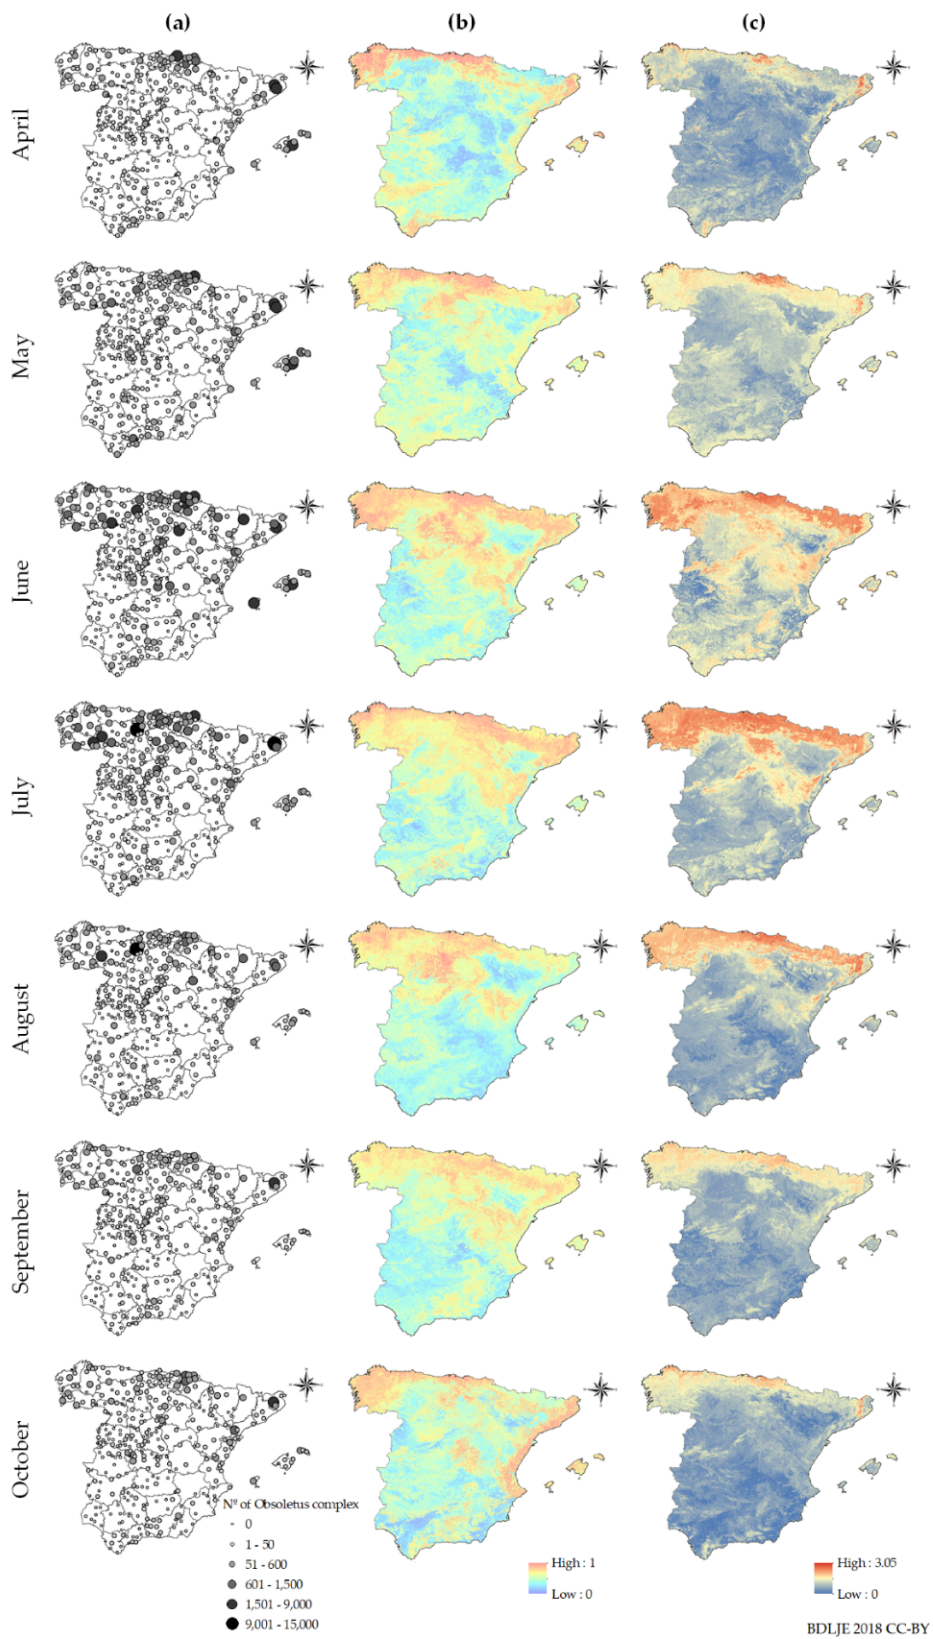 (a) (b) (c)
April
May
June
July
August
September
October
Nº of Obsoletus complex
0
1 - 50
51 - 600
601 - 1,500
1,501 - 9,000
9,001 - 15,000
High : 1
Low : 0
High : 3.05
Low : 0
BDLJE 2018 CC-BY